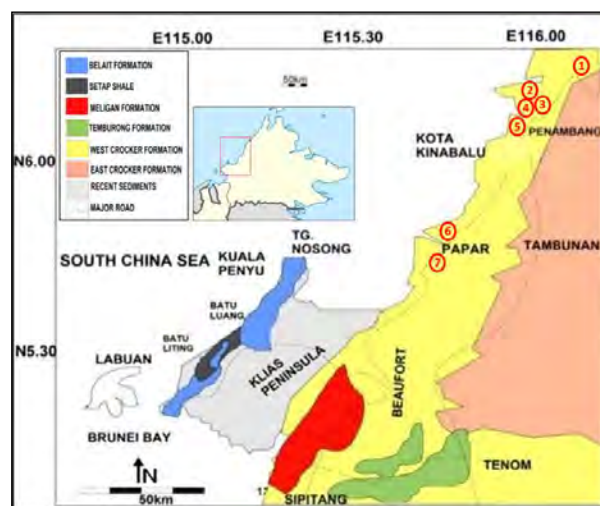 E115.00 E115.30 E116.00
BELAIT FORMATION
SETAP SHALE
MELIGAN FORMATION
TEMBURONG FORMATION
WEST CROCKER FORMATION
EAST CROCKER FORMATION
RECENT SEDIMENTS
MAJOR ROAD
50km
1
2
3
4
5
PENAMBANG
KOTA
KINABALU
N6.00
6
PAPAR
7
TAMBUNAN
TG.
NOSONG
KUALA
PENYU
SOUTH CHINA SEA
BATU
LUANG
BATU
LITING
N5.30
LABUAN
KLIAS PENINSULA
BEAUFORT
BRUNEI BAY
N
50km
TENOM
SIPITANG